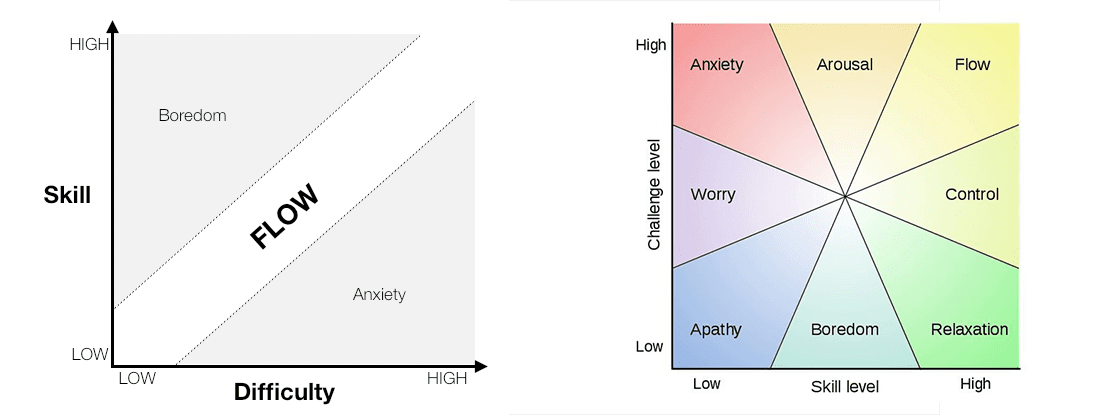 HIGH
Boredom
Skill
FLOW
Anxiety
LOW
LOW
HIGH
Difficulty
High
Anxiety
Arousal
Flow
Challenge level
Worry
Control
Apathy
Boredom
Relaxation
Low
Low
Skill level
High